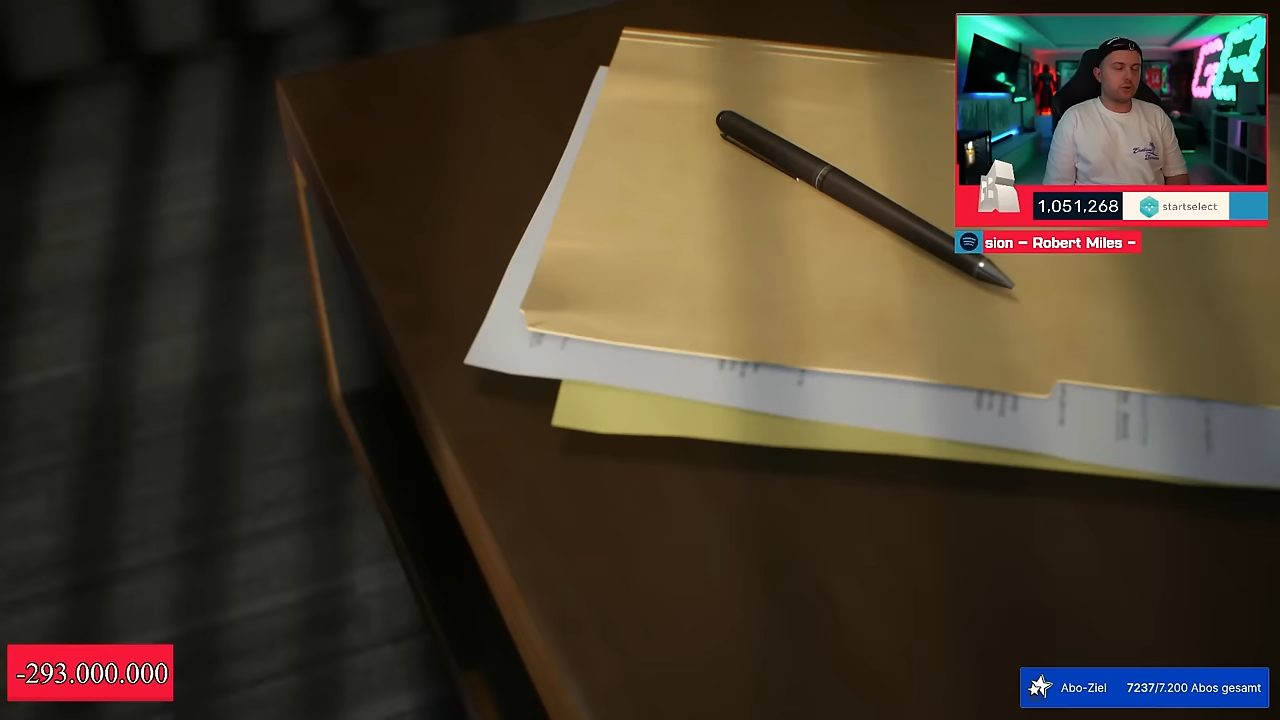 1,051,268
startselect
sion – Robert Miles –
-293.000.000
Abo-Ziel 7237/7.200 Abos gesamt